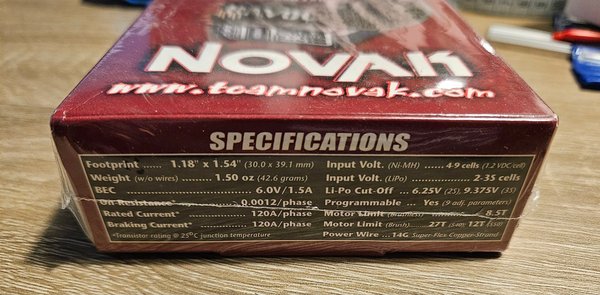 NOVAK
www.teamnovak.com
SPECIFICATIONS
Footprint ..... 1.18" x 1.54" (30.0 x 39.1 mm)
Weight (w/o wires) ..... 1.50 oz (42.6 grams)
BEC ..... 6.0V/1.5A
On Resistance* ..... 0.0012/phase
Rated Current* ..... 120A/phase
Braking Current* ..... 120A/phase
*Transistor rating @ 25°C junction temperature
Input Volt. (Ni-MH) ..... 4-9 cells (1.2 VDC/cell)
Input Volt. (LiPo) ..... 2-3S cells
Li-Po Cut-Off ... 6.25V (2S), 9.375V (3S)
Programmable ... Yes (9 adj. parameters)
Motor Limit (Brushless) ..... 8.5T
Motor Limit (Brush) ..... 27T (540) 12T (550)
Power Wire ...14G Super-Flex Copper-Strand